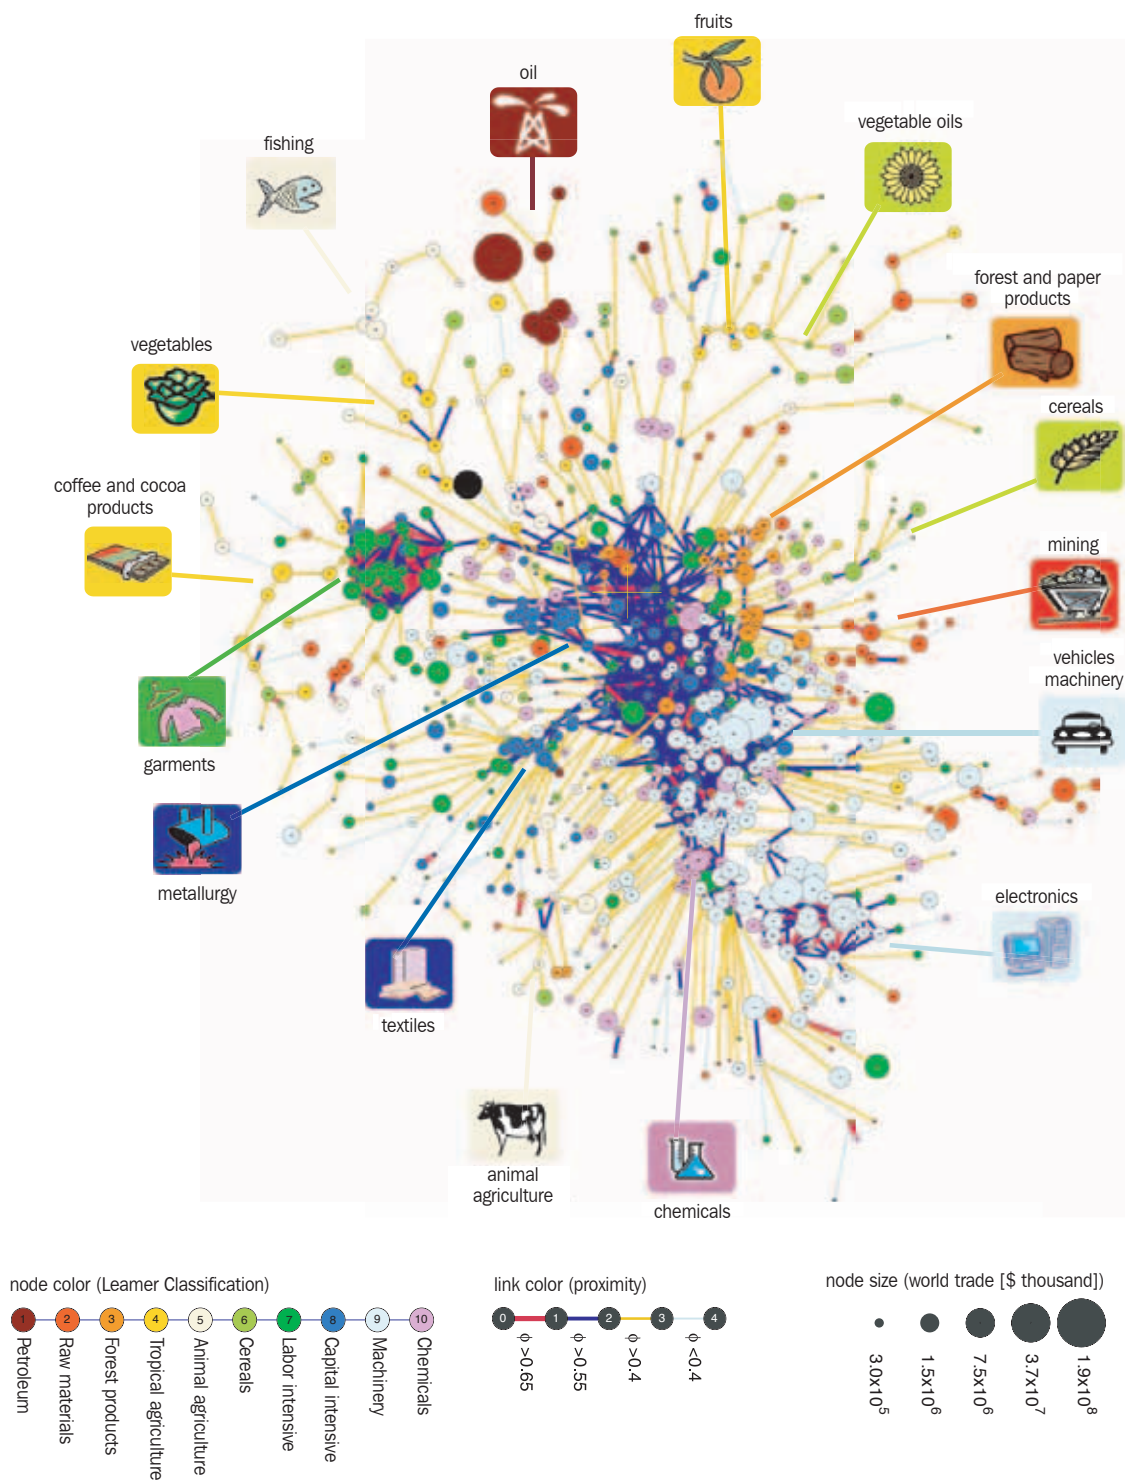 fruits
oil
vegetable oils
fishing
forest and paper
products
vegetables
cereals
coffee and cocoa
products
mining
vehicles
machinery
garments
metallurgy
electronics
textiles
animal
agriculture
chemicals
node color (Leamer Classification)
1 2 3 4 5 6 7 8 9 10
Petroleum
Raw materials
Forest products
Tropical agriculture
Animal agriculture
Cereals
Labor intensive
Capital intensive
Machinery
Chemicals
link color (proximity)
0 1 2 3 4
ϕ >0.65
ϕ >0.55
ϕ >0.4
ϕ <0.4
node size (world trade [$ thousand])
3.0x10⁵
1.5x10⁶
7.5x10⁶
3.7x10⁷
1.9x10⁸